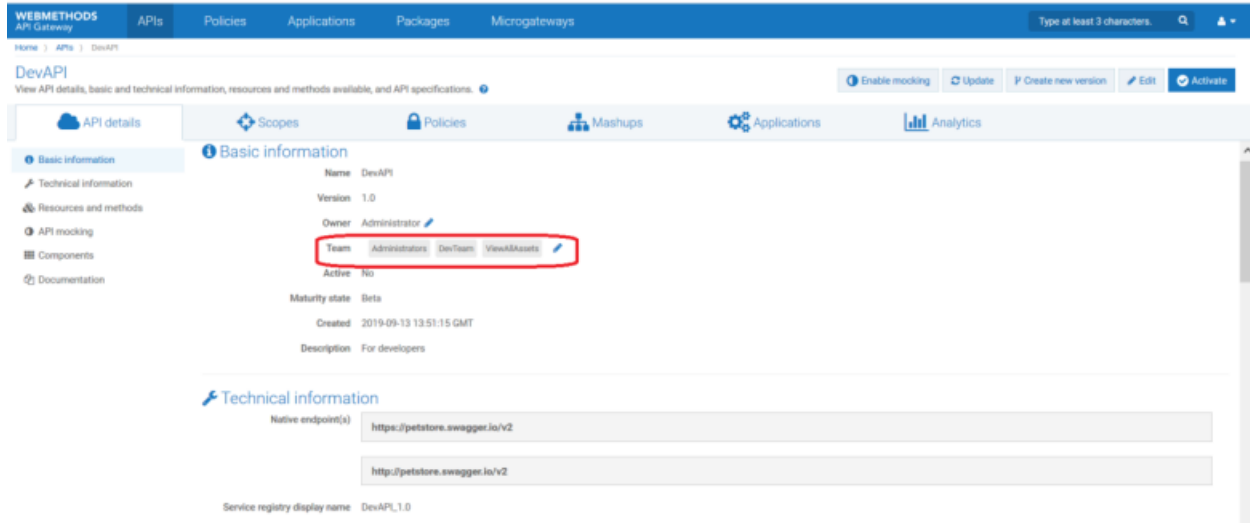 WEBMETHODS
API Gateway
APIs Policies Applications Packages Microgateways
Type at least 3 characters.
Home ) APIs ) DevAPI
DevAPI
View API details, basic and technical information, resources and methods available, and API specifications.
Enable mocking Update Create new version Edit Activate
API details Scopes Policies Mashups Applications Analytics
Basic information
Technical information
Resources and methods
API mocking
Components
Documentation
Basic information
Name DevAPI
Version 1.0
Owner Administrator
Team Administrators DevTeam ViewAllAssets
Active No
Maturity state Beta
Created 2019-09-13 13:51:15 GMT
Description For developers
Technical information
Native endpoint(s) https://petstore.swagger.io/v2
http://petstore.swagger.io/v2
Service registry display name DevAPI_1.0